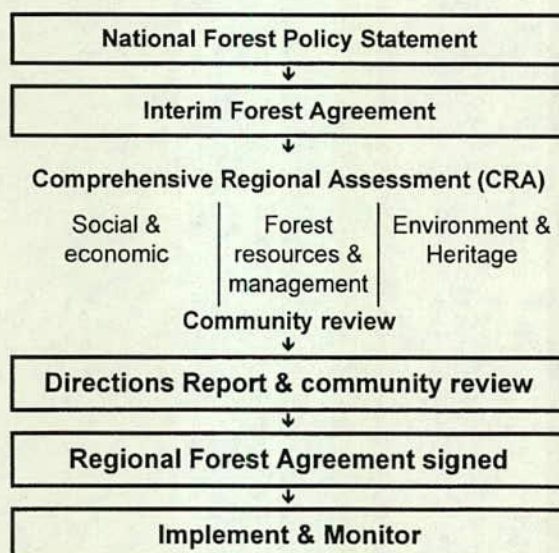 National Forest Policy Statement
Interim Forest Agreement
Comprehensive Regional Assessment (CRA)
Social &
economic
Forest
resources &
management
Environment &
Heritage
Community review
Directions Report & community review
Regional Forest Agreement signed
Implement & Monitor